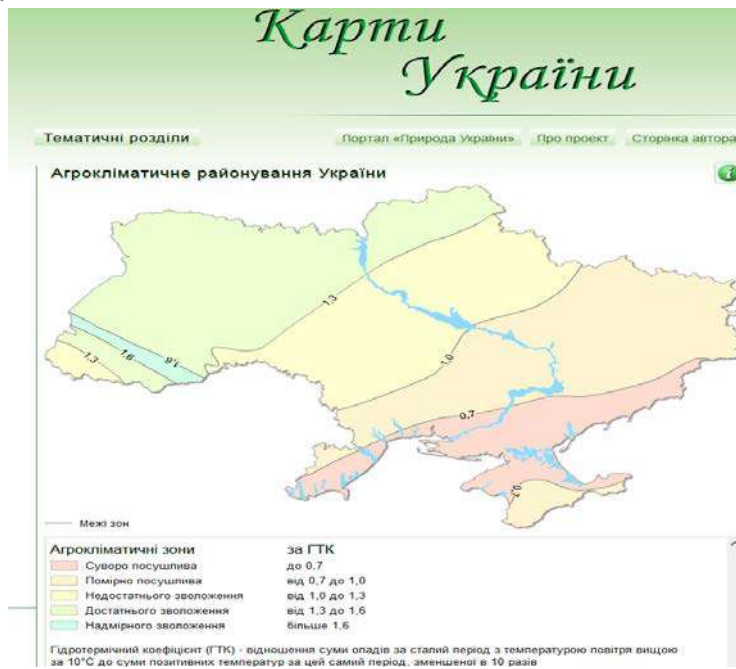 Карти
України
Тематичні розділи
Портал «Природа України» Про проект Сторінка автора
Агрокліматичне районування України
1,3
1,3
1,6
1,6
1,0
0,7
0,7
Межі зон
Агрокліматичні зони за ГТК
Суворо посушлива до 0,7
Помірно посушлива від 0,7 до 1,0
Недостатнього зволоження від 1,0 до 1,3
Достатнього зволоження від 1,3 до 1,6
Надмірного зволоження більше 1,6
Гідротермічний коефіцієнт (ГТК) - відношення суми опадів за сталий період з температурою повітря вищою
за 10°С до суми позитивних температур за цей самий період, зменшеної в 10 разів